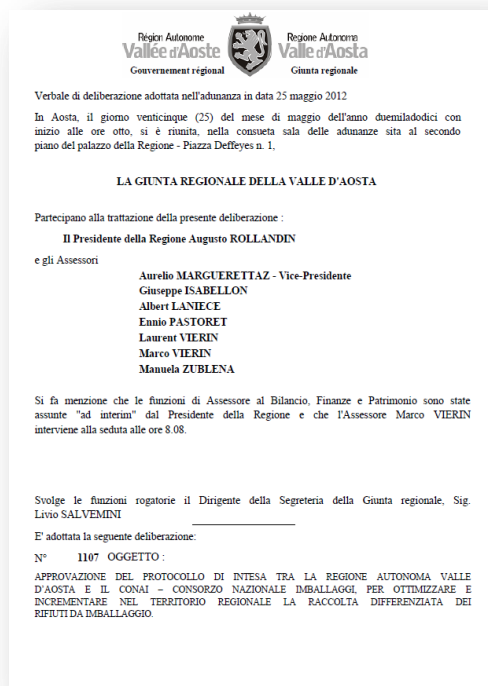 Région Autonome
Vallée d'Aoste
Gouvernement régional
Regione Autonoma
Valle d'Aosta
Giunta regionale
Verbale di deliberazione adottata nell'adunanza in data 25 maggio 2012
In Aosta, il giorno venticinque (25) del mese di maggio dell'anno duemiladodici con
inizio alle ore otto, si è riunita, nella consueta sala delle adunanze sita al secondo
piano del palazzo della Regione - Piazza Deffeyes n. 1,
LA GIUNTA REGIONALE DELLA VALLE D'AOSTA
Partecipano alla trattazione della presente deliberazione :
Il Presidente della Regione Augusto ROLLANDIN
e gli Assessori
Aurelio MARGUERETTAZ - Vice-Presidente
Giuseppe ISABELLON
Albert LANIECE
Ennio PASTORET
Laurent VIERIN
Marco VIERIN
Manuela ZUBLENA
Si fa menzione che le funzioni di Assessore al Bilancio, Finanze e Patrimonio sono state
assunte "ad interim" dal Presidente della Regione e che l'Assessore Marco VIERIN
interviene alla seduta alle ore 8.08.
Svolge le funzioni rogatorie il Dirigente della Segreteria della Giunta regionale, Sig.
Livio SALVEMINI
E' adottata la seguente deliberazione:
N° 1107 OGGETTO :
APPROVAZIONE DEL PROTOCOLLO DI INTESA TRA LA REGIONE AUTONOMA VALLE
D'AOSTA E IL CONAI – CONSORZO NAZIONALE IMBALLAGGI, PER OTTIMIZZARE E
INCREMENTARE NEL TERRITORIO REGIONALE LA RACCOLTA DIFFERENZIATA DEI
RIFIUTI DA IMBALLAGGIO.